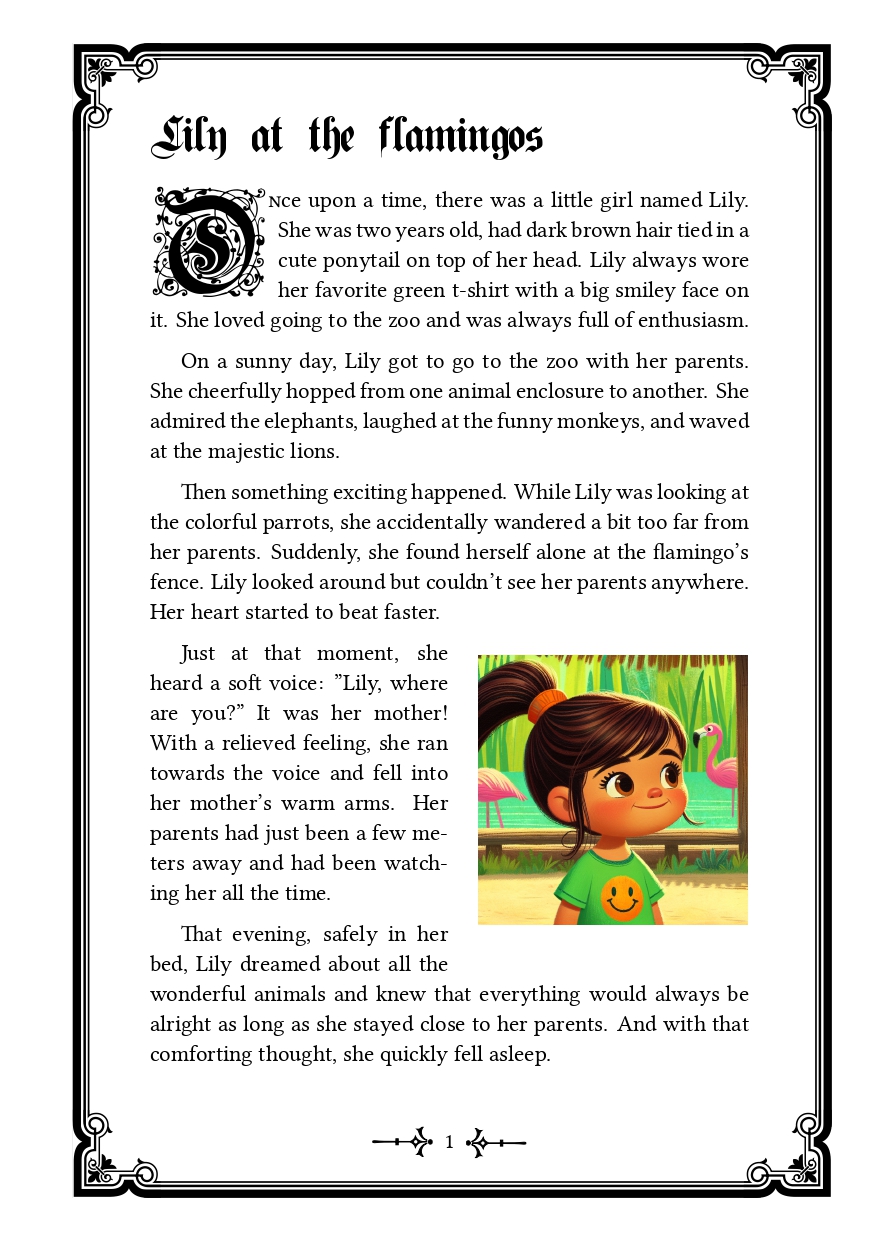 Lily at the flamingos
Once upon a time, there was a little girl named Lily.
She was two years old, had dark brown hair tied in a
cute ponytail on top of her head. Lily always wore
her favorite green t-shirt with a big smiley face on
it. She loved going to the zoo and was always full of enthusiasm.
On a sunny day, Lily got to go to the zoo with her parents.
She cheerfully hopped from one animal enclosure to another. She
admired the elephants, laughed at the funny monkeys, and waved
at the majestic lions.
Then something exciting happened. While Lily was looking at
the colorful parrots, she accidentally wandered a bit too far from
her parents. Suddenly, she found herself alone at the flamingo's
fence. Lily looked around but couldn't see her parents anywhere.
Her heart started to beat faster.
Just at that moment, she
heard a soft voice: ”Lily, where
are you?” It was her mother!
With a relieved feeling, she ran
towards the voice and fell into
her mother's warm arms. Her
parents had just been a few me-
ters away and had been watch-
ing her all the time.
That evening, safely in her
bed, Lily dreamed about all the
wonderful animals and knew that everything would always be
alright as long as she stayed close to her parents. And with that
comforting thought, she quickly fell asleep.
1